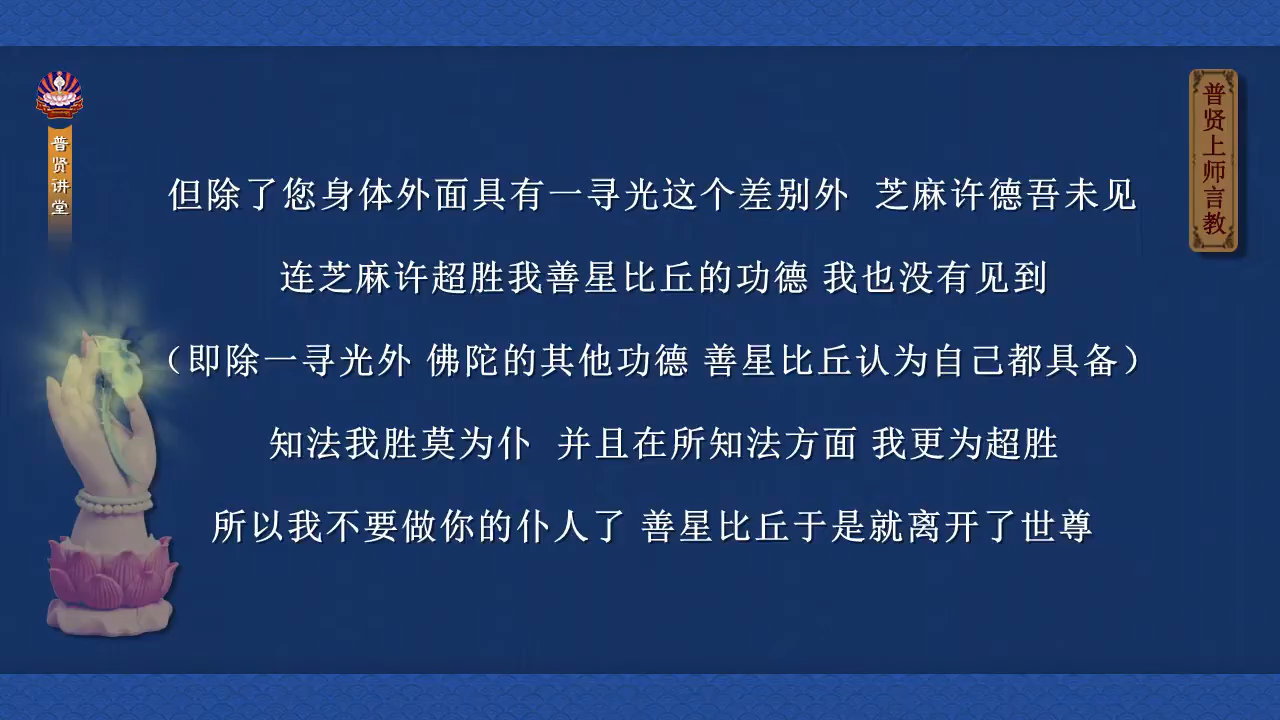 普贤讲堂
普贤上师言教
但除了您身体外面具有一寻光这个差别外 芝麻许德吾未见
连芝麻许超胜我善星比丘的功德 我也没有见到
（即除一寻光外 佛陀的其他功德 善星比丘认为自己都具备）
知法我胜莫为仆 并且在所知法方面 我更为超胜
所以我不要做你的仆人了 善星比丘于是就离开了世尊